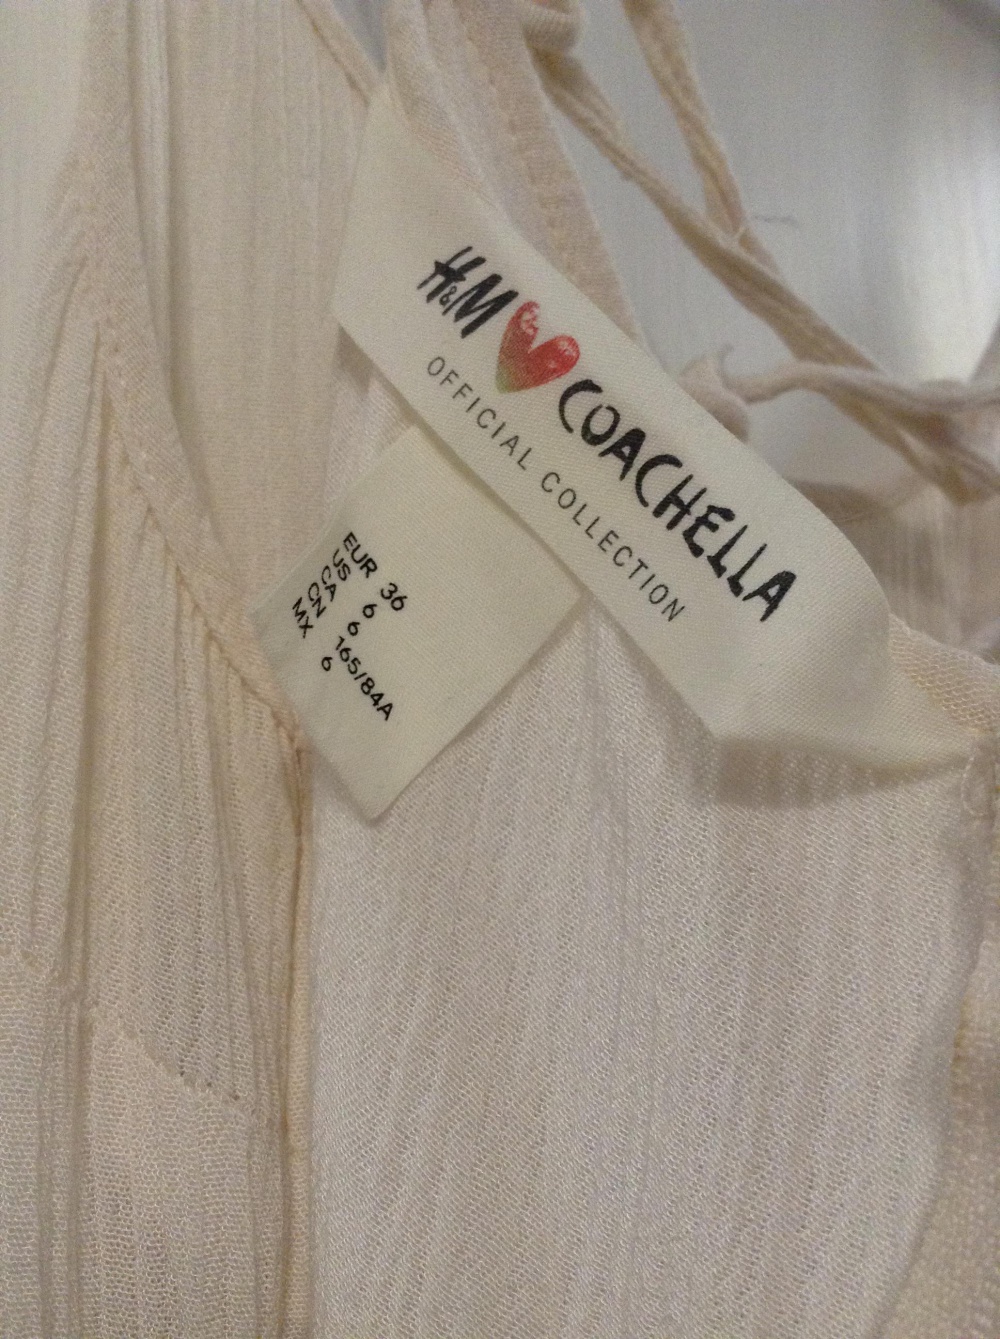 H&M COACHELLA
OFFICIAL COLLECTION
EUR 36
US 6
CA 6
CN 165/84A
MX 6